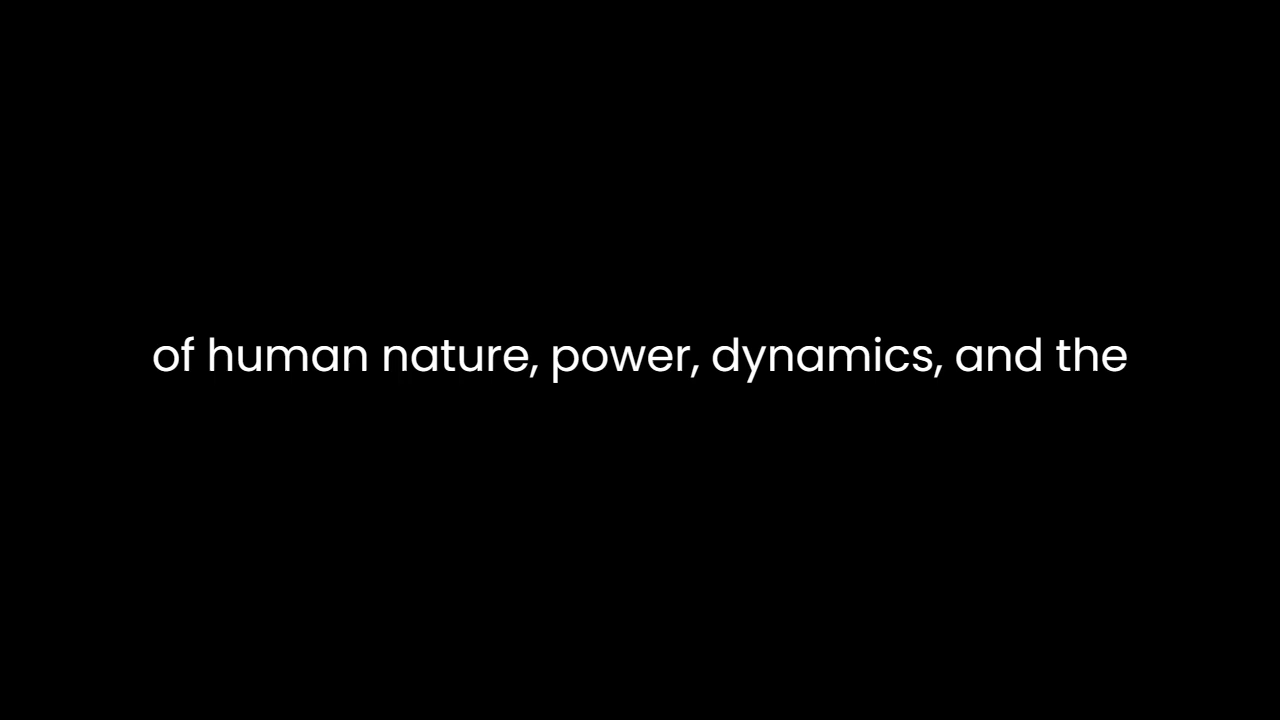 of human nature, power, dynamics, and the